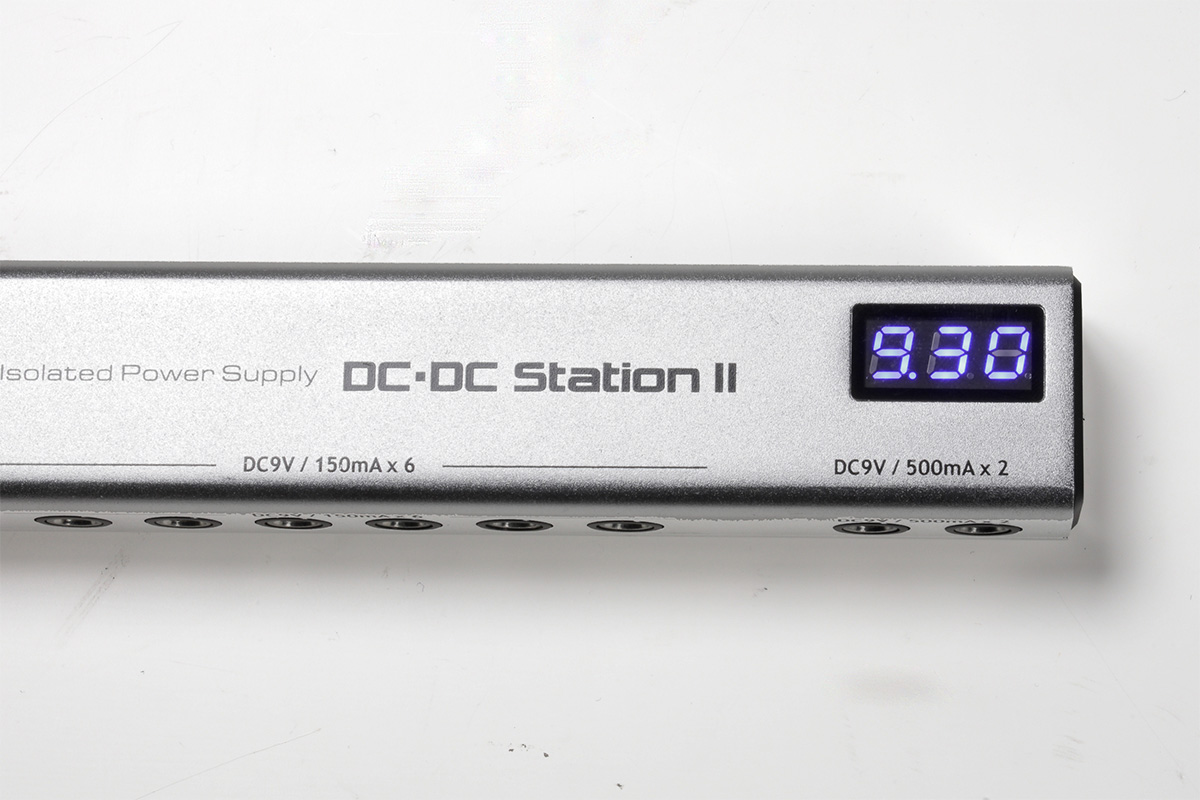 Isolated Power Supply DC-DC Station II
9.30
DC9V / 150mA x 6
DC9V / 500mA x 2